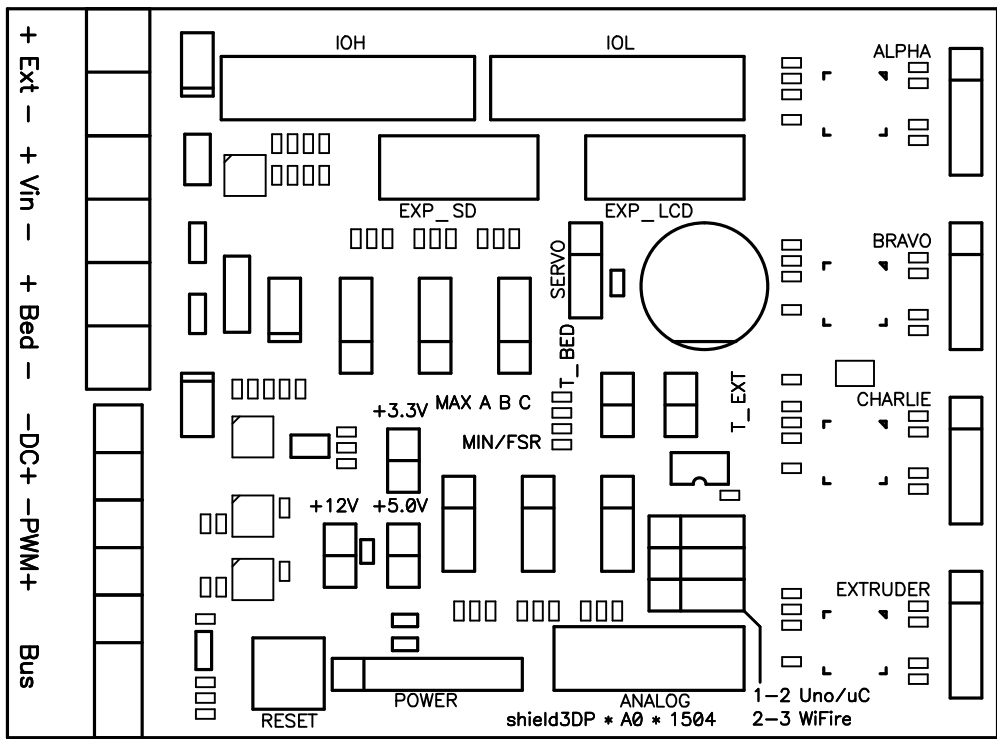 + Ext -
+ Vin -
+ Bed -
-DC+
-PWM+
Bus
IOH
IOL
ALPHA
EXP_SD
EXP_LCD
BRAVO
SERVO
T_BED
T_EXT
CHARLIE
MAX A B C
+3.3V
MIN/FSR
+12V
+5.0V
EXTRUDER
RESET
POWER
ANALOG
1-2 Uno/uC
2-3 WiFire
shield3DP * A0 * 1504